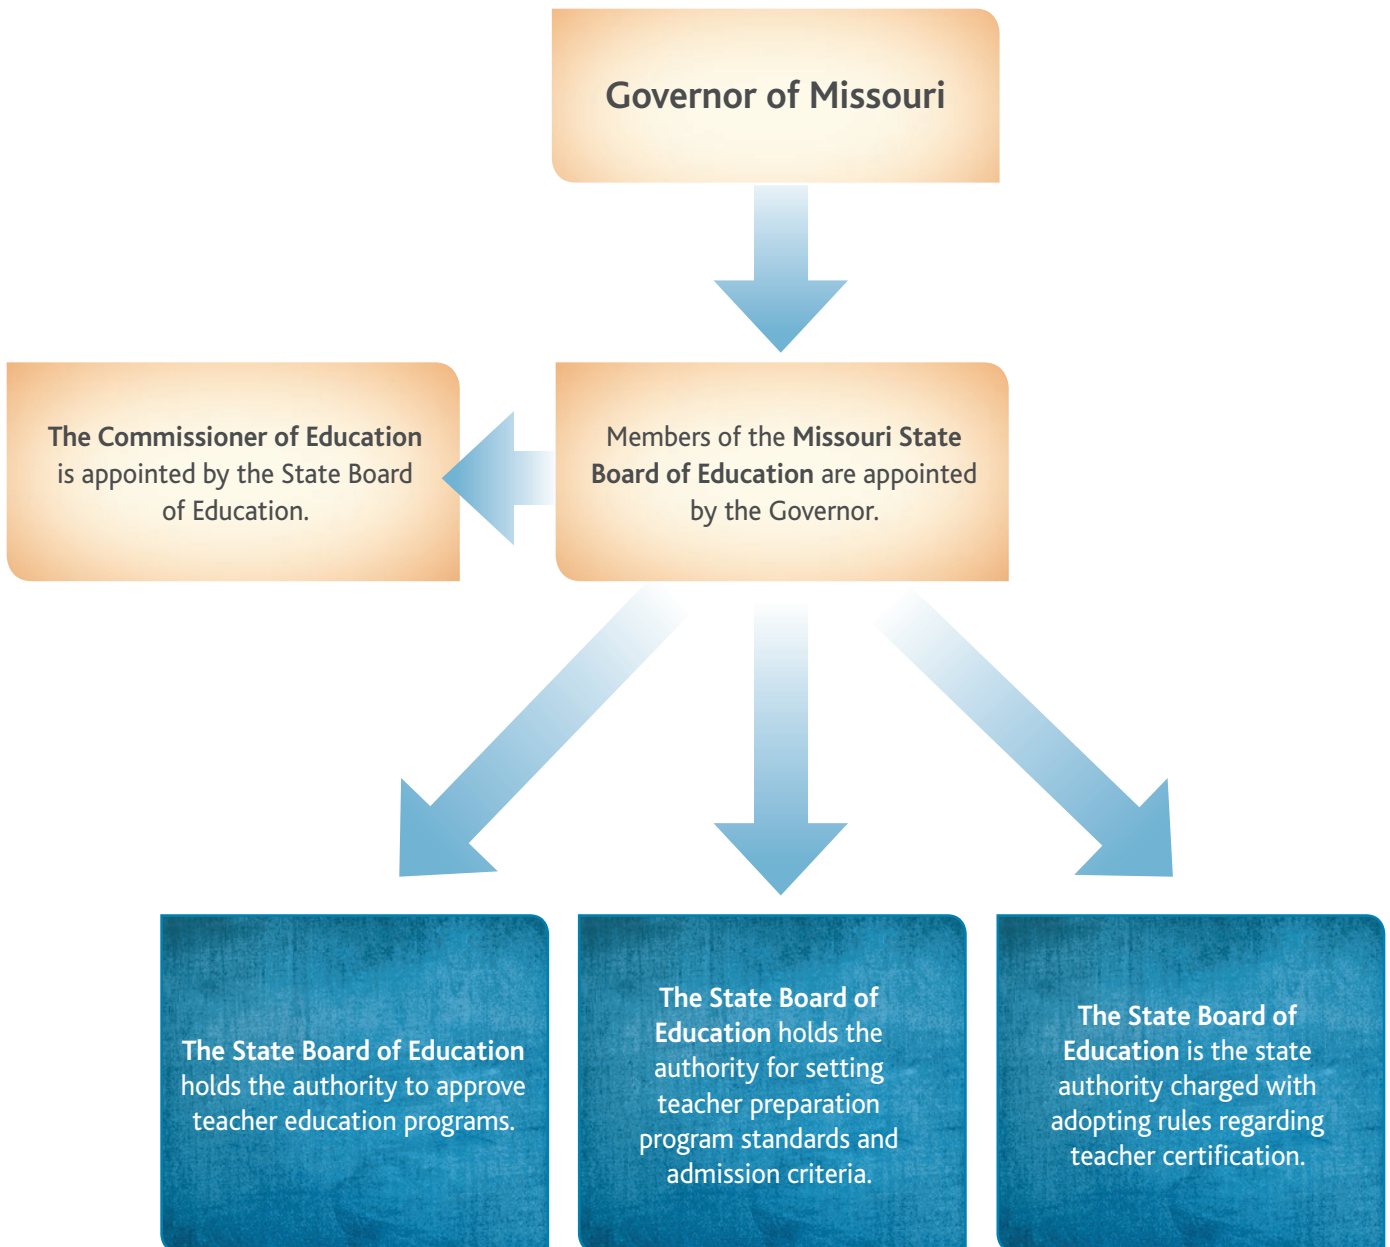 Governor of Missouri
The Commissioner of Education
is appointed by the State Board
of Education.
Members of the Missouri State
Board of Education are appointed
by the Governor.
The State Board of Education
holds the authority to approve
teacher education programs.
The State Board of
Education holds the
authority for setting
teacher preparation
program standards and
admission criteria.
The State Board of
Education is the state
authority charged with
adopting rules regarding
teacher certification.